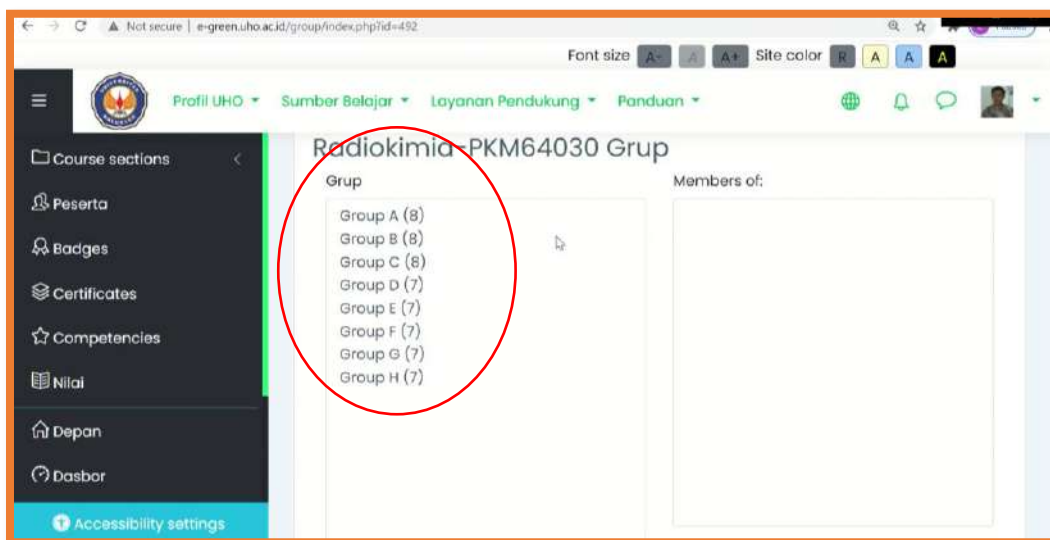 Not secure | e-green.uho.ac.id/group/index.php?id=492
Font size A- A A+ Site color R A A A
Profil UHO Sumber Belajar Layanan Pendukung Panduan
Course sections
Peserta
Badges
Certificates
Competencies
Nilai
Depan
Dasbor
Accessibility settings
Radiokimia-PKM64030 Grup
Grup
Group A (8)
Group B (8)
Group C (8)
Group D (7)
Group E (7)
Group F (7)
Group G (7)
Group H (7)
Members of: